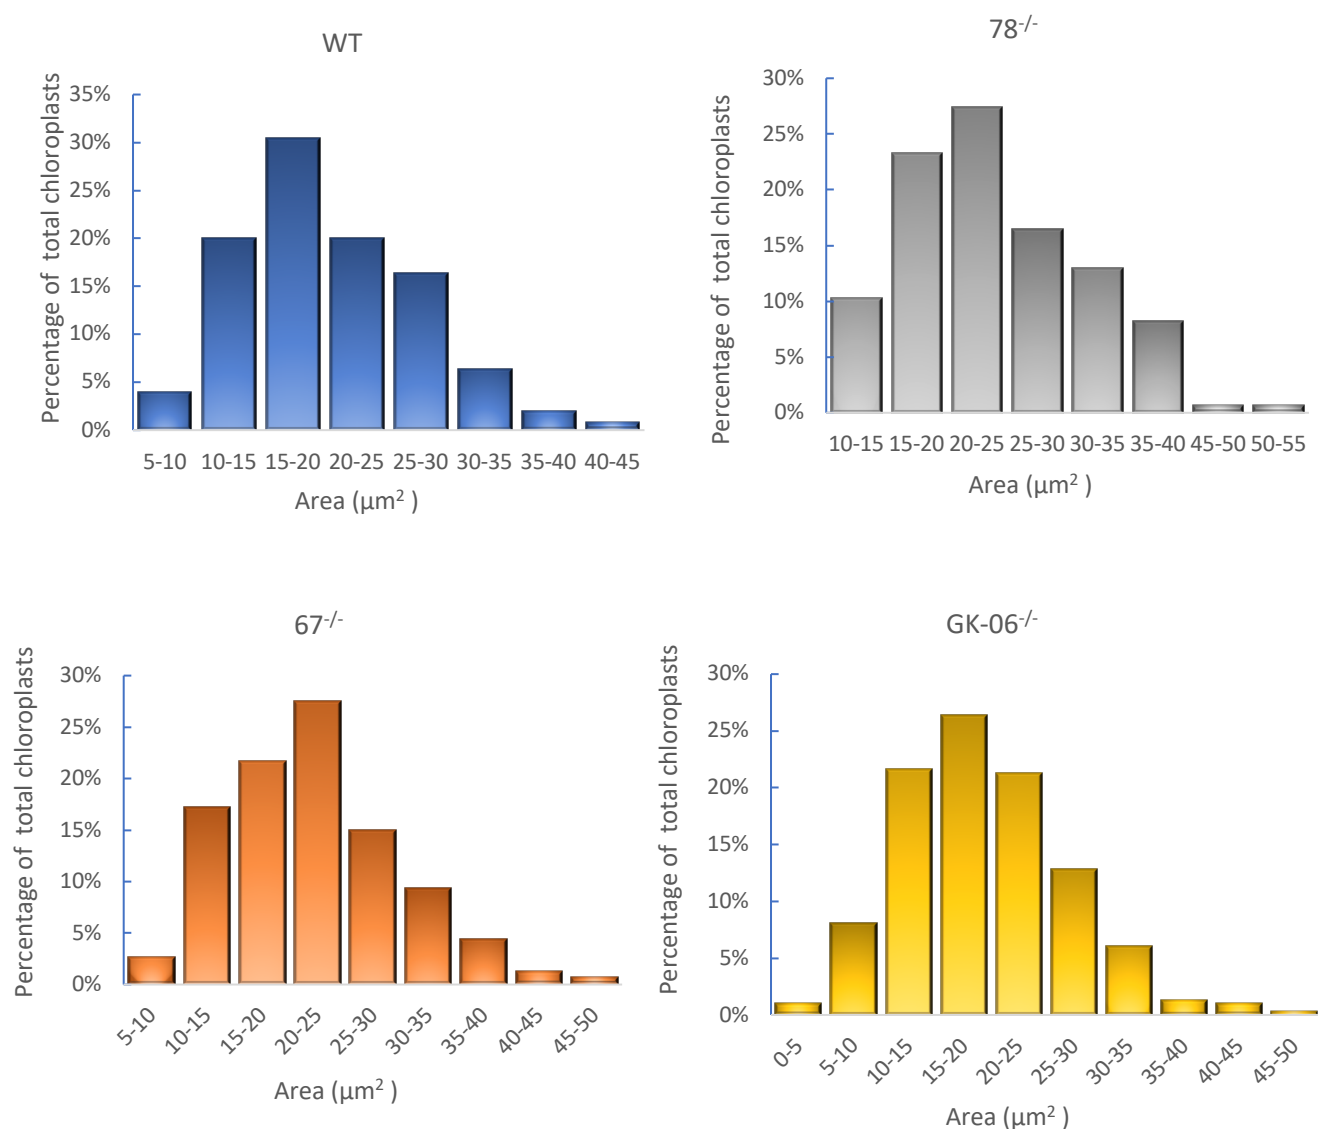 WT
Percentage of total chloroplasts
35%
30%
25%
20%
15%
10%
5%
0%
5-10 10-15 15-20 20-25 25-30 30-35 35-40 40-45
Area (µm² )
78⁻/⁻
Percentage of total chloroplasts
30%
25%
20%
15%
10%
5%
0%
10-15 15-20 20-25 25-30 30-35 35-40 45-50 50-55
Area (µm² )
67⁻/⁻
Percentage of total chloroplasts
30%
25%
20%
15%
10%
5%
0%
5-10 10-15 15-20 20-25 25-30 30-35 35-40 40-45 45-50
Area (µm² )
GK-06⁻/⁻
Percentage of total chloroplasts
30%
25%
20%
15%
10%
5%
0%
0-5 5-10 10-15 15-20 20-25 25-30 30-35 35-40 40-45 45-50
Area (µm² )